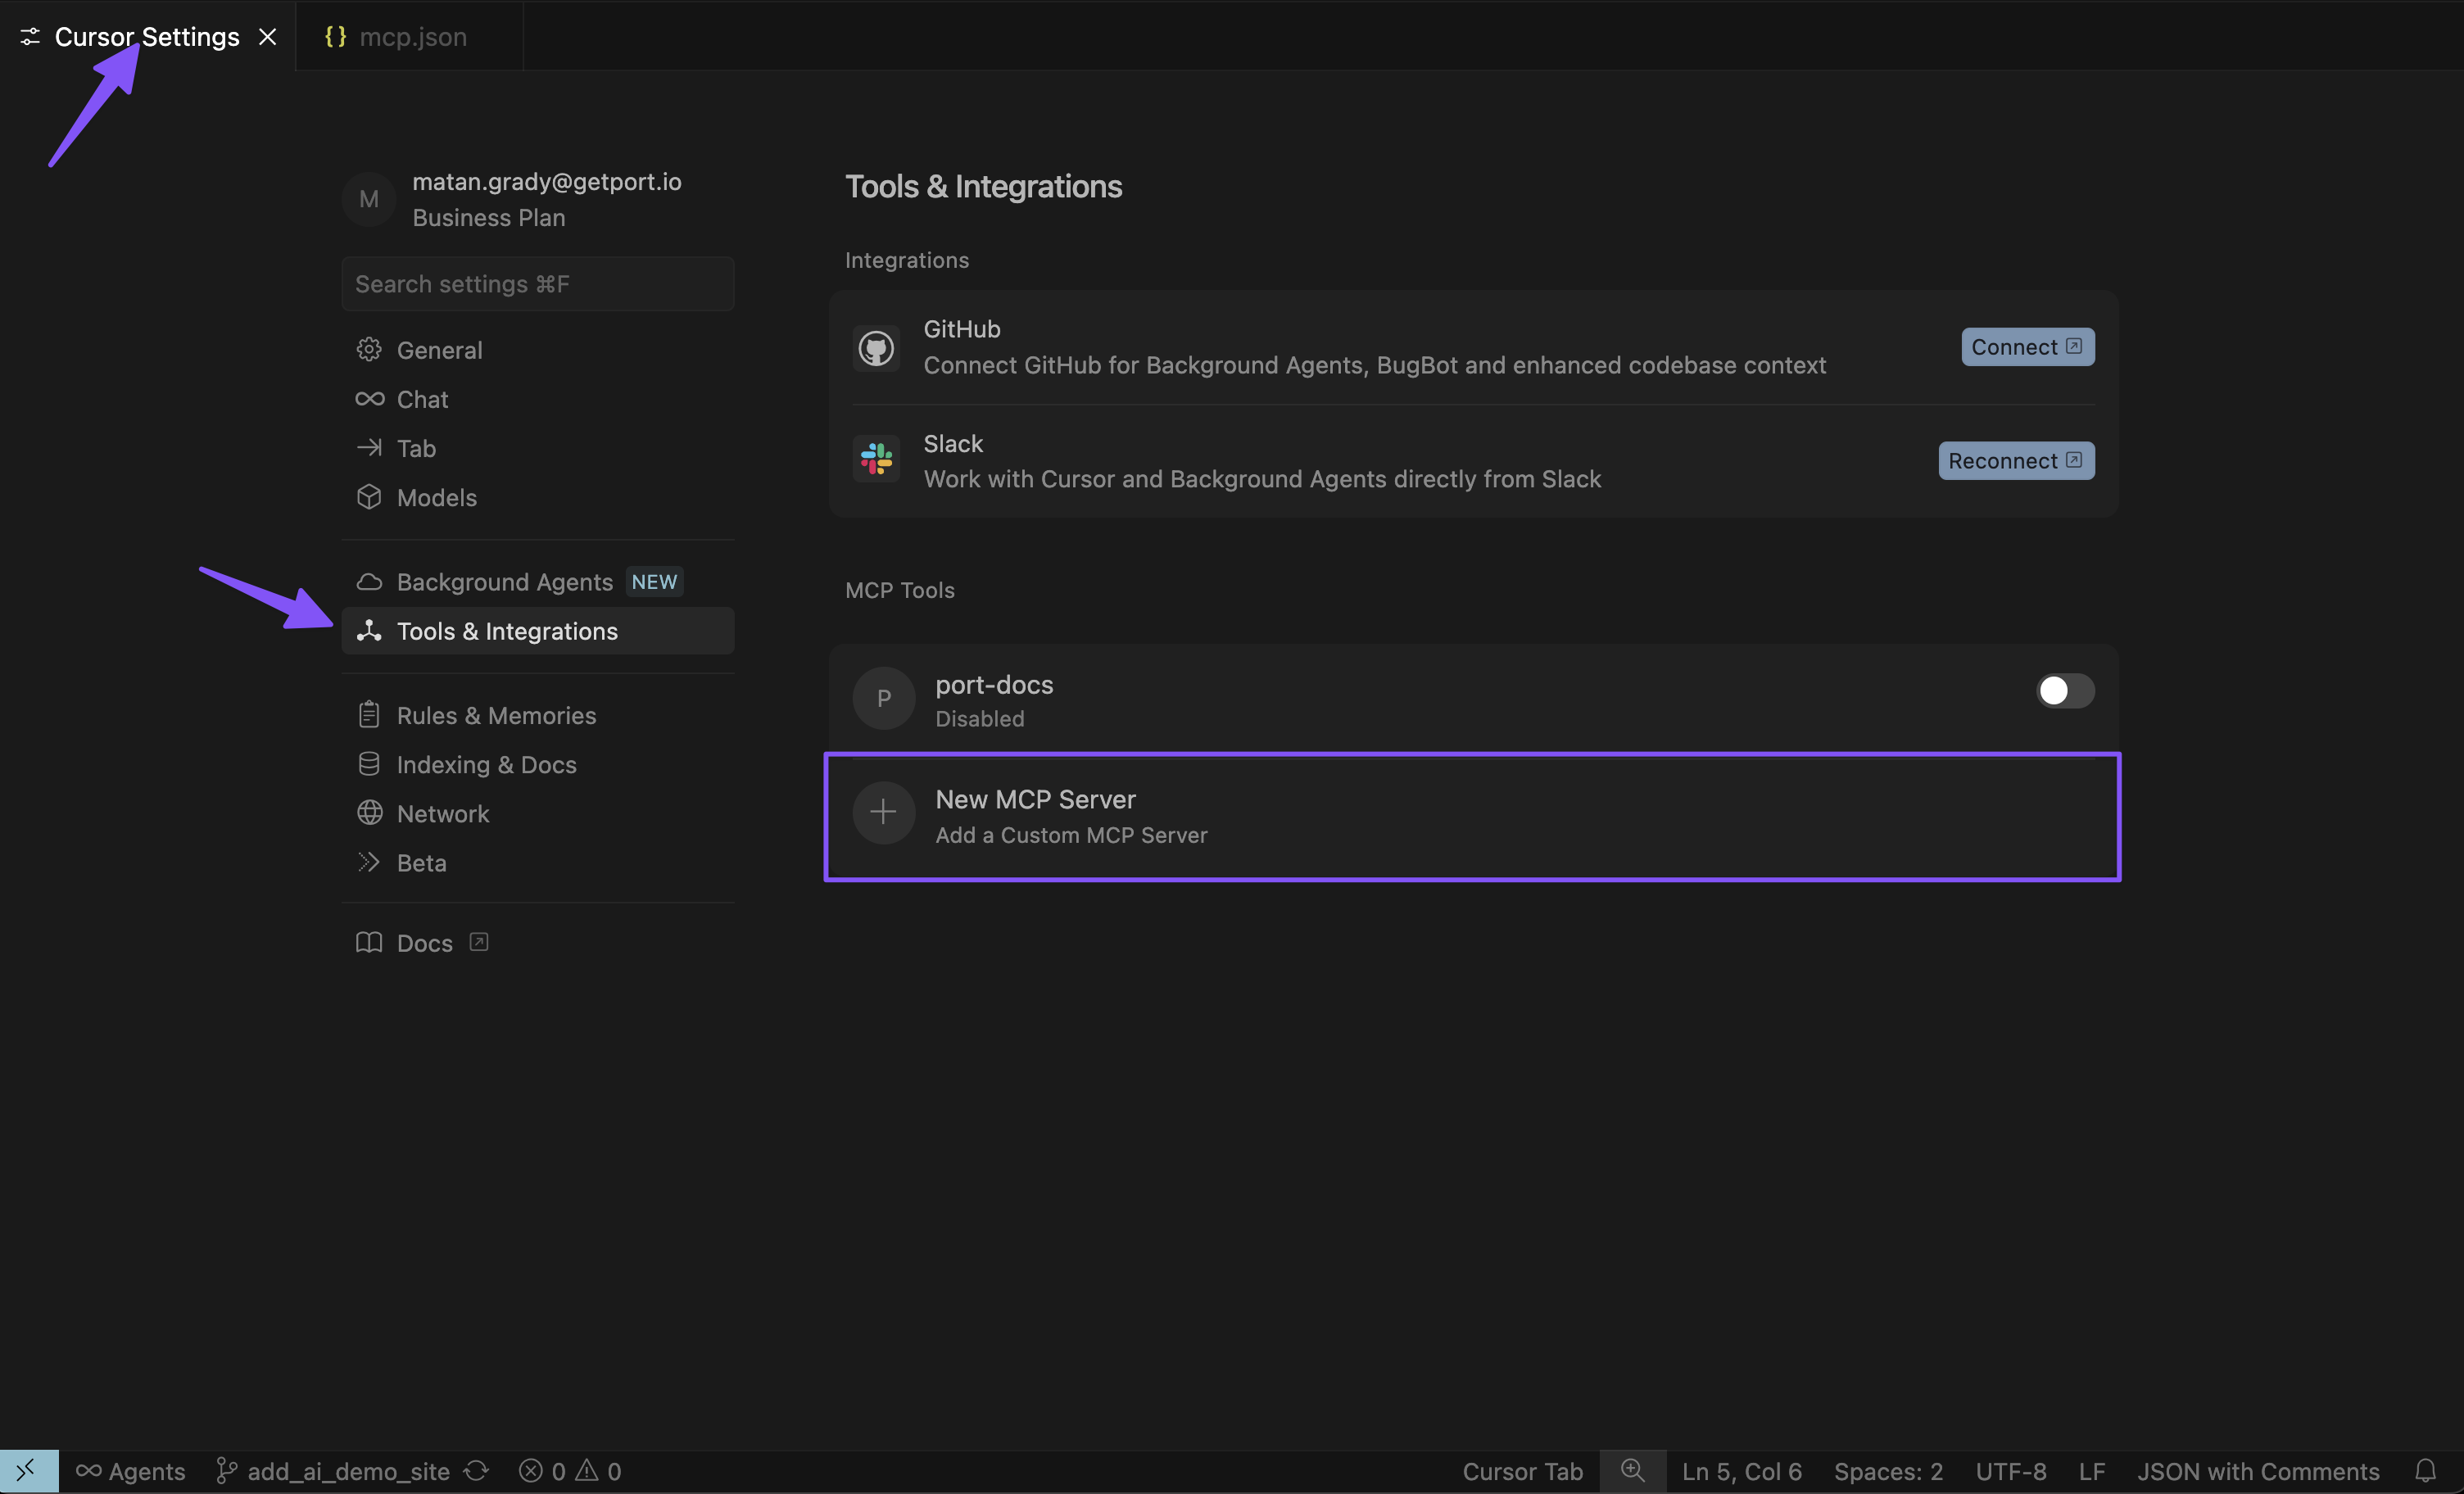 Cursor Settings
mcp.json
M
matan.grady@getport.io
Business Plan
Search settings ⌘F
General
Chat
Tab
Models
Background Agents NEW
Tools & Integrations
Rules & Memories
Indexing & Docs
Network
Beta
Docs
Tools & Integrations
Integrations
GitHub
Connect GitHub for Background Agents, BugBot and enhanced codebase context
Connect
Slack
Work with Cursor and Background Agents directly from Slack
Reconnect
MCP Tools
P
port-docs
Disabled
New MCP Server
Add a Custom MCP Server
Agents
add_ai_demo_site
0
0
Cursor Tab
Ln 5, Col 6
Spaces: 2
UTF-8
LF
JSON with Comments